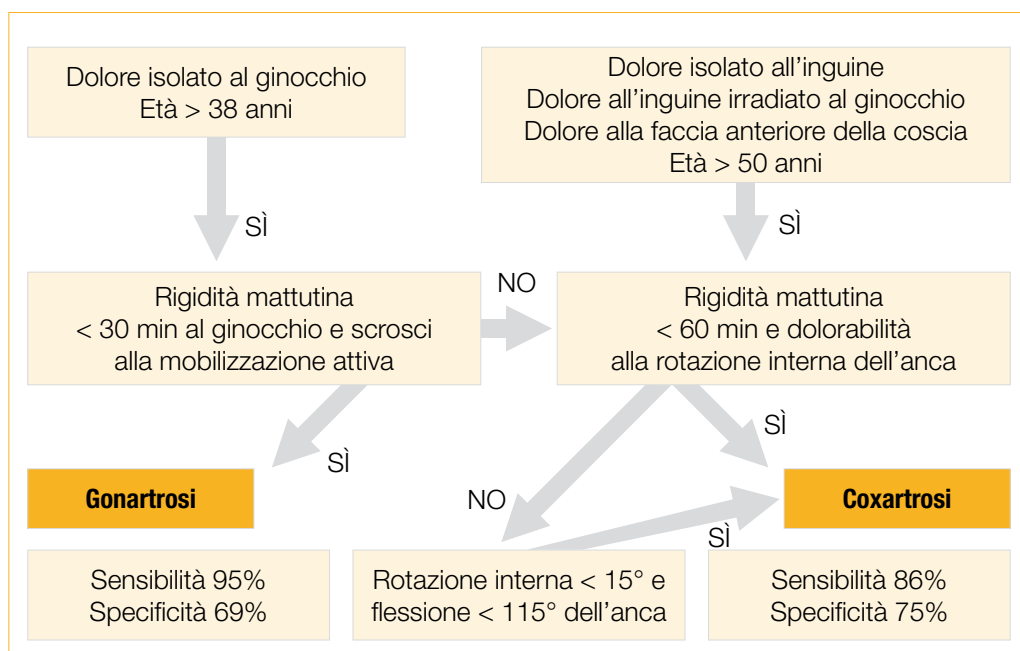 Dolore isolato al ginocchio
Età > 38 anni
Dolore isolato all’inguine
Dolore all’inguine irradiato al ginocchio
Dolore alla faccia anteriore della coscia
Età > 50 anni
SÌ
SÌ
Rigidità mattutina
< 30 min al ginocchio e scrosci
alla mobilizzazione attiva
NO
Rigidità mattutina
< 60 min e dolorabilità
alla rotazione interna dell’anca
SÌ
SÌ
Gonartrosi
NO
Coxartrosi
SÌ
Sensibilità 95%
Specificità 69%
Rotazione interna < 15° e
flessione < 115° dell’anca
Sensibilità 86%
Specificità 75%